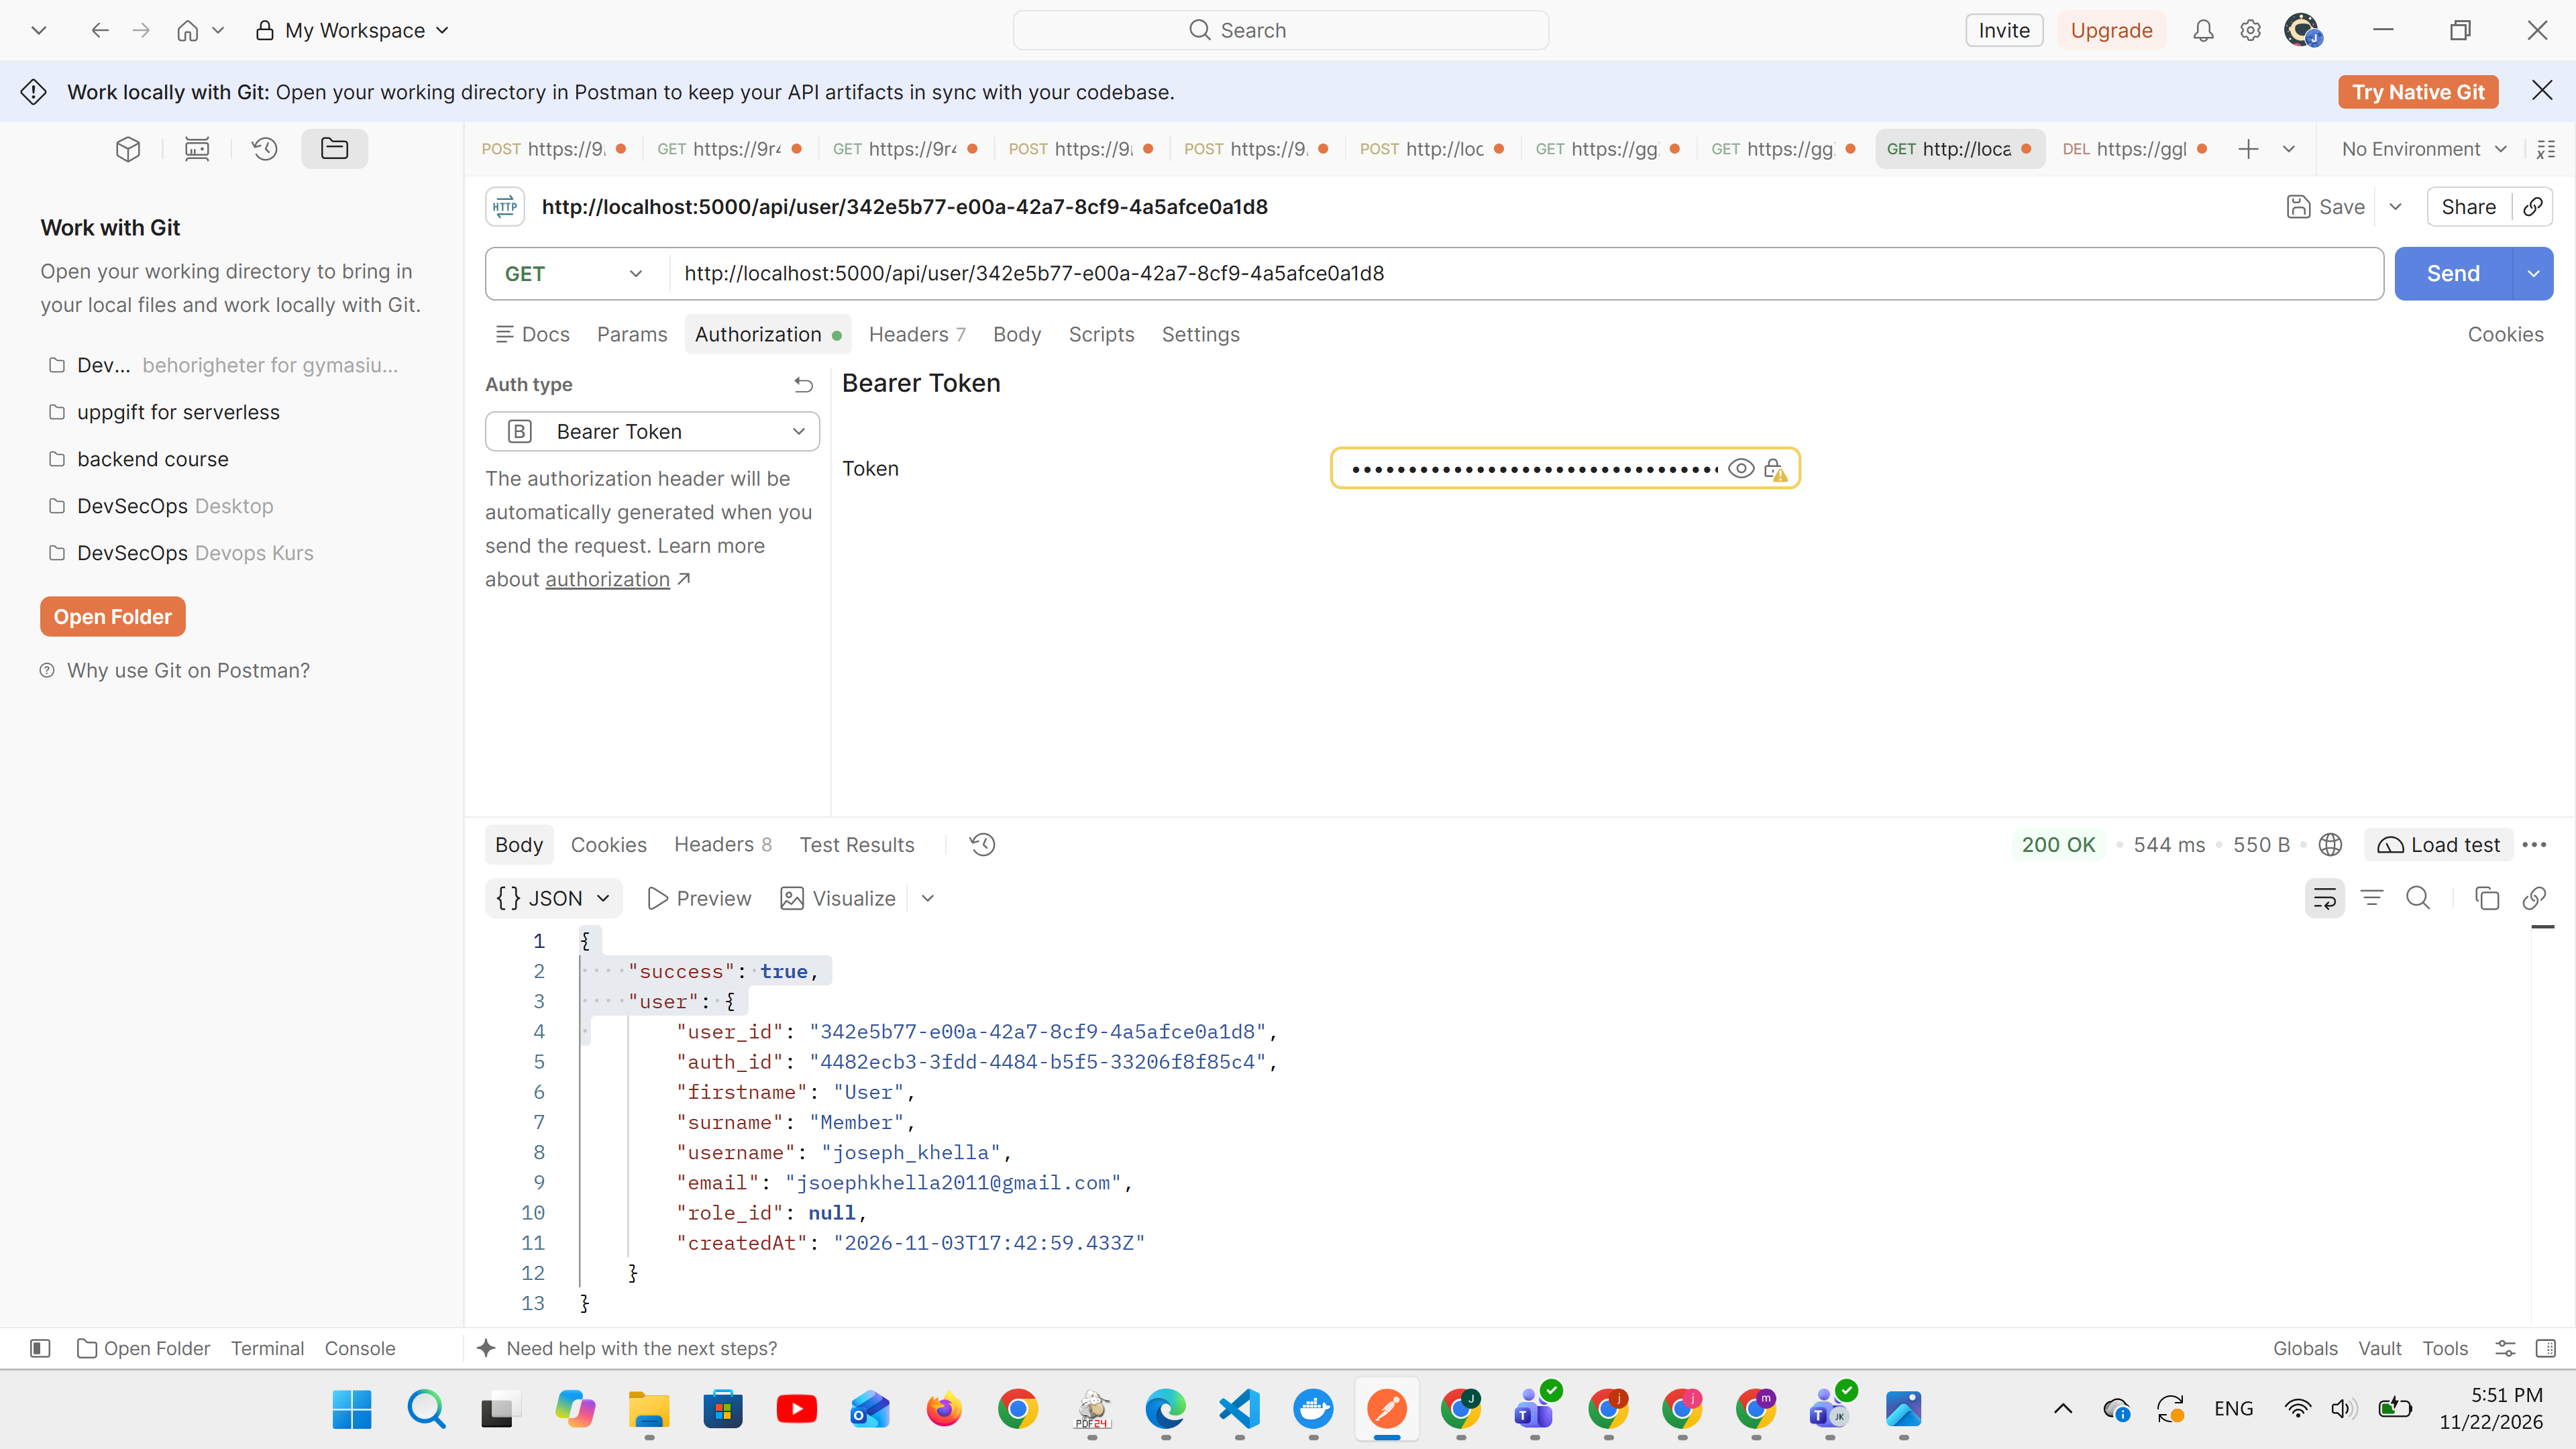 My Workspace
Search
Invite
Upgrade
Work locally with Git: Open your working directory in Postman to keep your API artifacts in sync with your codebase.
Try Native Git
POST https://9.
GET https://9r4
GET https://9r4
POST https://9r
POST https://9.
POST http://loc
GET https://gg
GET https://gg
GET http://loca
DEL https://ggl
No Environment
Work with Git
Open your working directory to bring in
your local files and work locally with Git.
Dev... behorigheter for gymasiu...
uppgift for serverless
backend course
DevSecOps Desktop
DevSecOps Devops Kurs
Open Folder
Why use Git on Postman?
HTTP
http://localhost:5000/api/user/342e5b77-e00a-42a7-8cf9-4a5afce0a1d8
Save
Share
GET
http://localhost:5000/api/user/342e5b77-e00a-42a7-8cf9-4a5afce0a1d8
Send
Docs
Params
Authorization
Headers 7
Body
Scripts
Settings
Cookies
Auth type
B Bearer Token
The authorization header will be
automatically generated when you
send the request. Learn more
about authorization
Bearer Token
Token
Body
Cookies
Headers 8
Test Results
200 OK
544 ms
550 B
Load test
{} JSON
Preview
Visualize
1 {
2 "success": true,
3 "user": {
4 "user_id": "342e5b77-e00a-42a7-8cf9-4a5afce0a1d8",
5 "auth_id": "4482ecb3-3fdd-4484-b5f5-33206f8f85c4",
6 "firstname": "User",
7 "surname": "Member",
8 "username": "joseph_khella",
9 "email": "jsoephkhella2011@gmail.com",
10 "role_id": null,
11 "createdAt": "2026-11-03T17:42:59.433Z"
12 }
13 }
Open Folder
Terminal
Console
Need help with the next steps?
Globals
Vault
Tools
PDF24
J
T
j
j
m
T JK
ENG
5:51 PM
11/22/2026